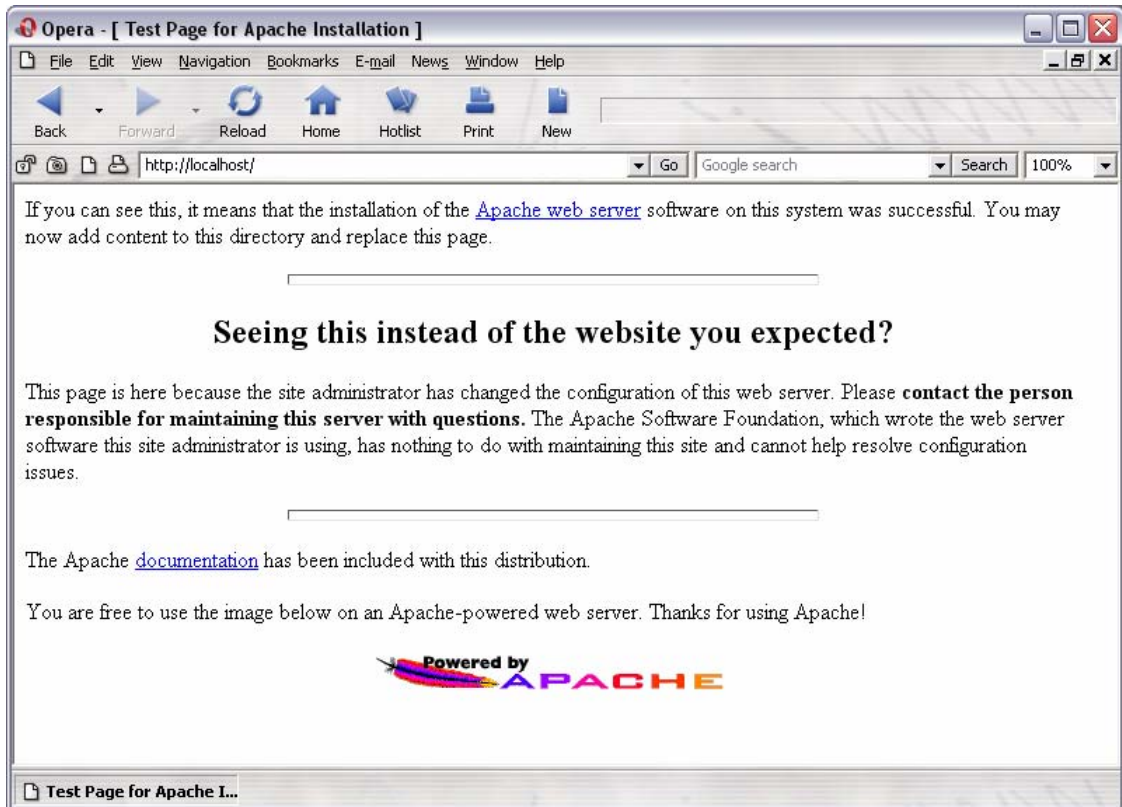 Opera - [ Test Page for Apache Installation ]
File Edit View Navigation Bookmarks E-mail News Window Help
Back Forward Reload Home Hotlist Print New
http://localhost/ Go Google search Search 100%
If you can see this, it means that the installation of the Apache web server software on this system was successful. You may
now add content to this directory and replace this page.
Seeing this instead of the website you expected?
This page is here because the site administrator has changed the configuration of this web server. Please contact the person
responsible for maintaining this server with questions. The Apache Software Foundation, which wrote the web server
software this site administrator is using, has nothing to do with maintaining this site and cannot help resolve configuration
issues.
The Apache documentation has been included with this distribution.
You are free to use the image below on an Apache-powered web server. Thanks for using Apache!
Powered by
APACHE
Test Page for Apache I...